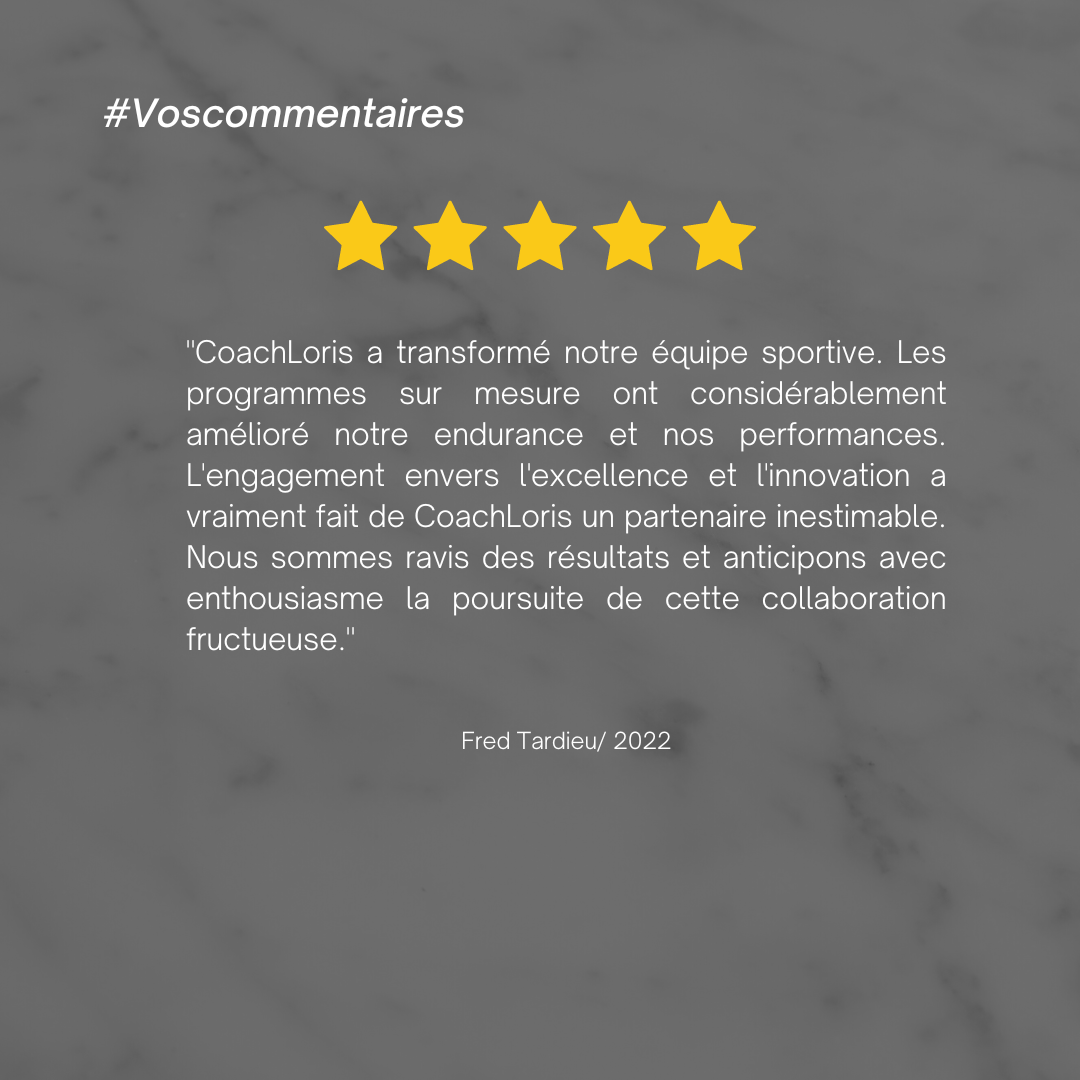 #Voscommentaires
"CoachLoris a transformé notre équipe sportive. Les
programmes sur mesure ont considérablement
amélioré notre endurance et nos performances.
L'engagement envers l'excellence et l'innovation a
vraiment fait de CoachLoris un partenaire inestimable.
Nous sommes ravis des résultats et anticipons avec
enthousiasme la poursuite de cette collaboration
fructueuse."
Fred Tardieu/ 2022